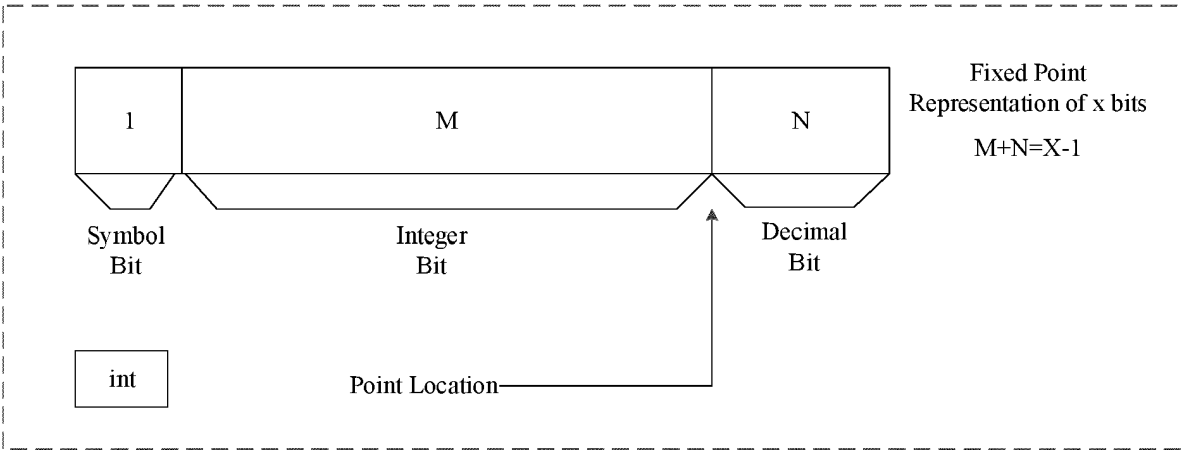 1
M
N
Fixed Point
Representation of x bits
M+N=X-1
Symbol
Bit
Integer
Bit
Decimal
Bit
int
Point Location